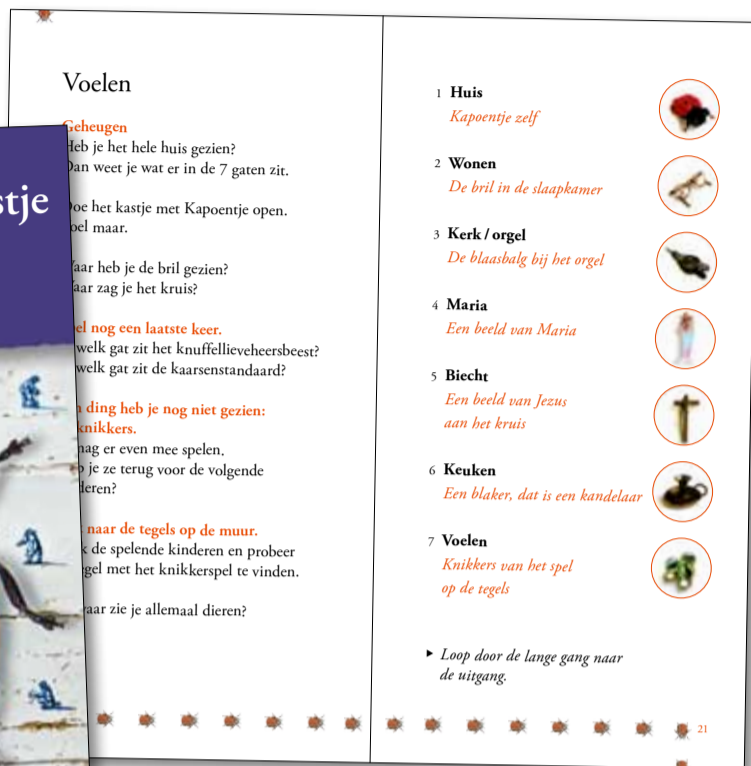 stje
Voelen
Geheugen
Heb je het hele huis gezien?
Dan weet je wat er in de 7 gaten zit.
oe het kastje met Kapoentje open.
oel maar.
aar heb je de bril gezien?
aar zag je het kruis?
el nog een laatste keer.
welk gat zit het knuffellieveheersbeest?
welk gat zit de kaarsenstandaard?
ding heb je nog niet gezien:
knikkers.
ag er even mee spelen.
je ze terug voor de volgende
deren?
naar de tegels op de muur.
k de spelende kinderen en probeer
gel met het knikkerspel te vinden.
aar zie je allemaal dieren?
1 Huis
Kapoentje zelf
2 Wonen
De bril in de slaapkamer
3 Kerk / orgel
De blaasbalg bij het orgel
4 Maria
Een beeld van Maria
5 Biecht
Een beeld van Jezus
aan het kruis
6 Keuken
Een blaker, dat is een kandelaar
7 Voelen
Knikkers van het spel
op de tegels
▶ Loop door de lange gang naar
de uitgang.
21